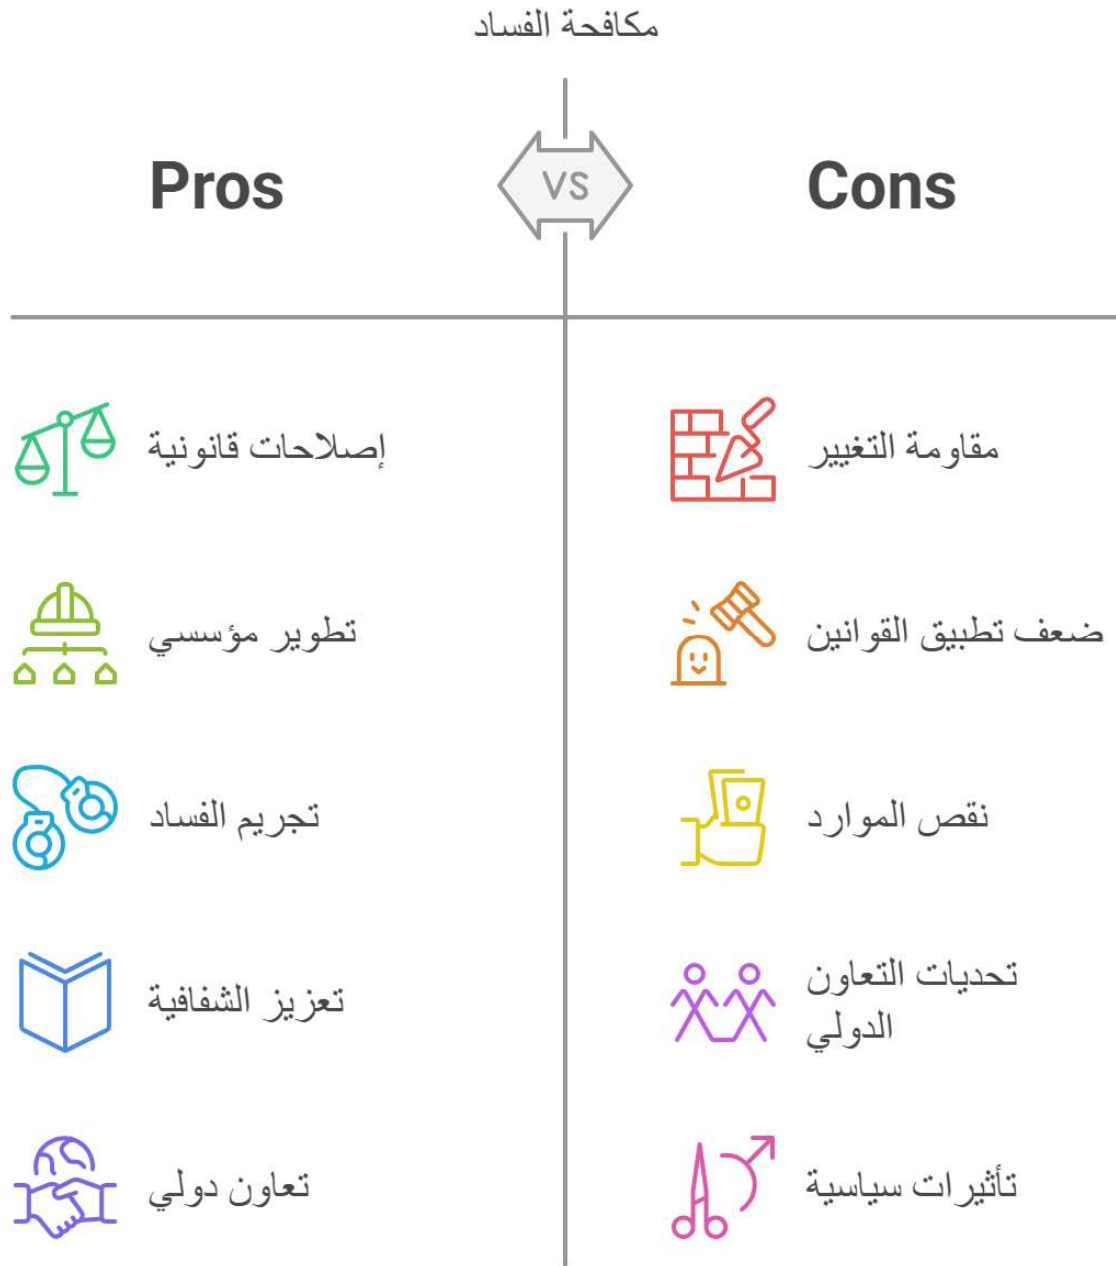 مكافحة الفساد
Pros
VS
Cons
إصلاحات قانونية
مقاومة التغيير
تطوير مؤسسي
ضعف تطبيق القوانين
تجريم الفساد
نقص الموارد
تعزيز الشفافية
تحديات التعاون
الدولي
تعاون دولي
تأثيرات سياسية